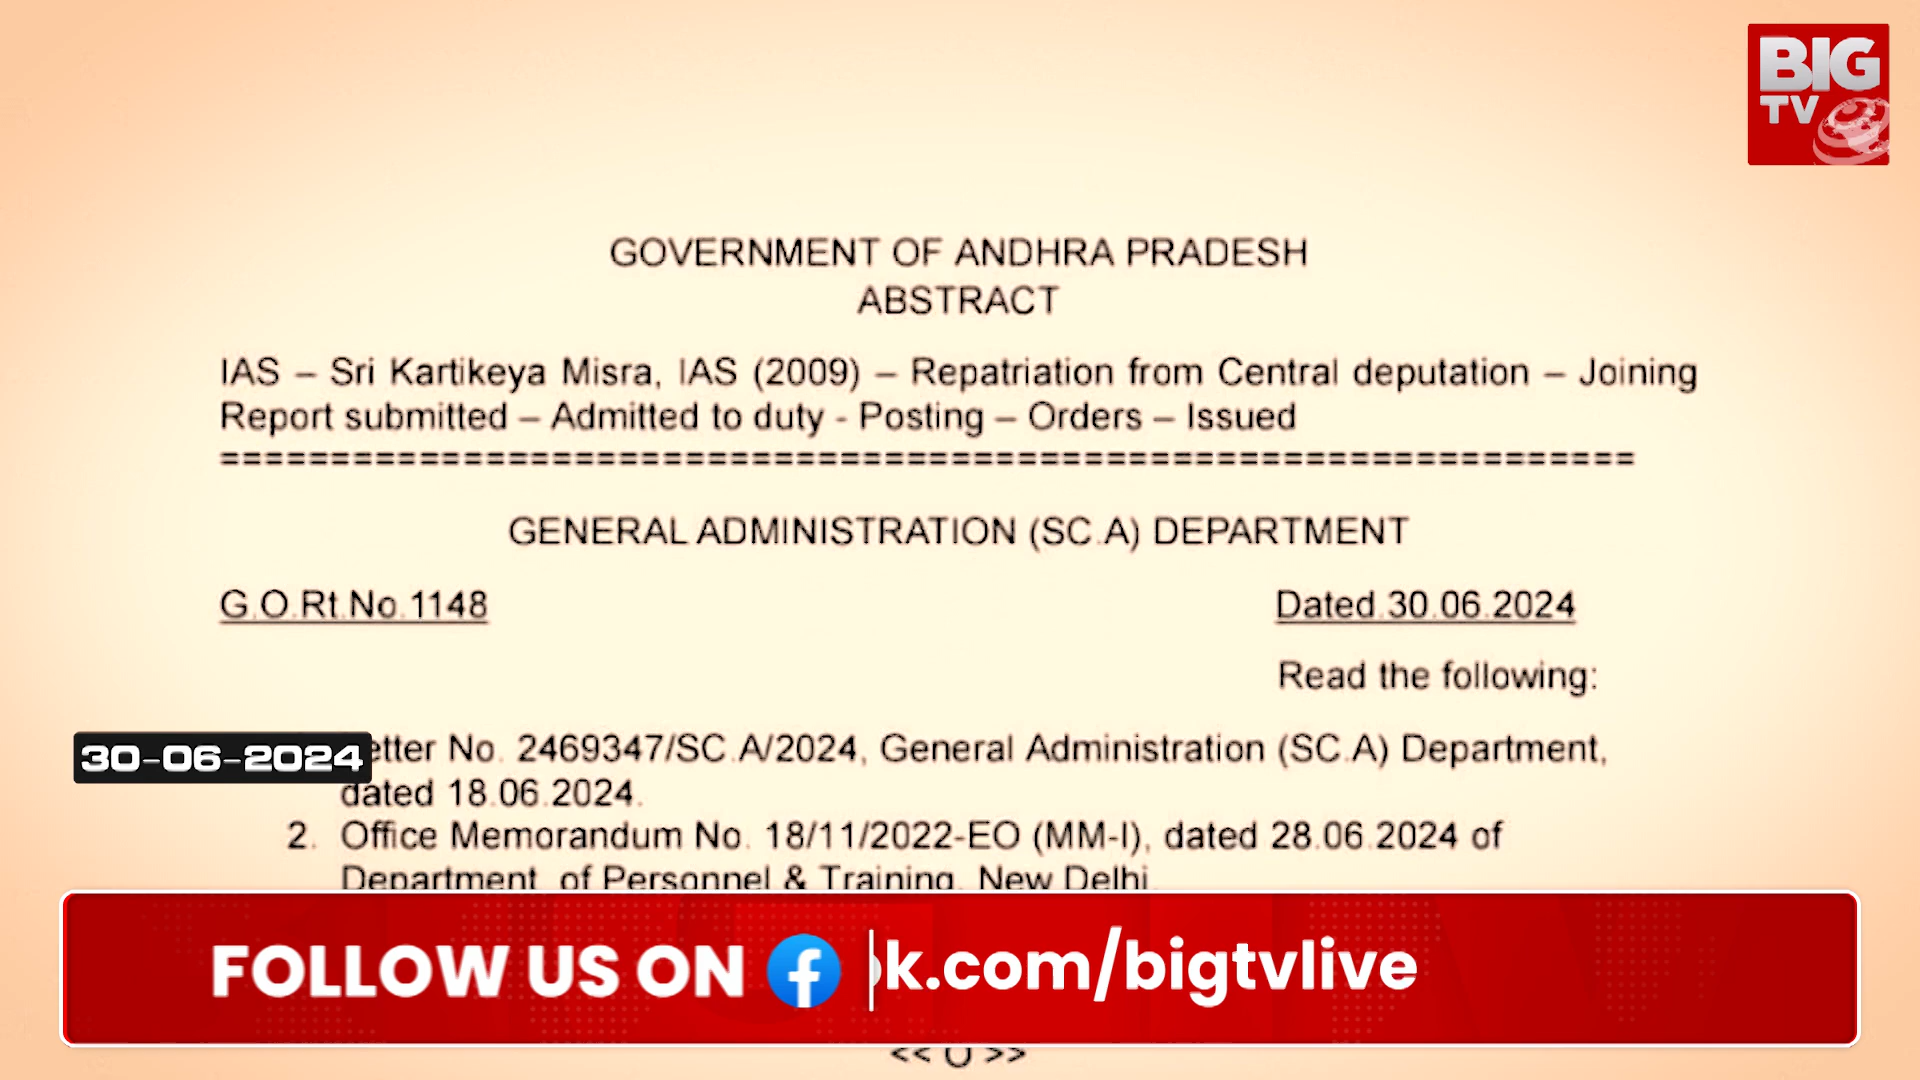 BIG
TV
GOVERNMENT OF ANDHRA PRADESH
ABSTRACT
IAS – Sri Kartikeya Misra, IAS (2009) – Repatriation from Central deputation – Joining
Report submitted – Admitted to duty - Posting – Orders – Issued
================================================================
GENERAL ADMINISTRATION (SC.A) DEPARTMENT
G.O.Rt.No.1148 Dated.30.06.2024
Read the following:
30-06-2024
etter No. 2469347/SC.A/2024, General Administration (SC.A) Department,
dated 18.06.2024.
2. Office Memorandum No. 18/11/2022-EO (MM-I), dated 28.06.2024 of
Department of Personnel & Training, New Delhi.
FOLLOW US ON k.com/bigtvlive